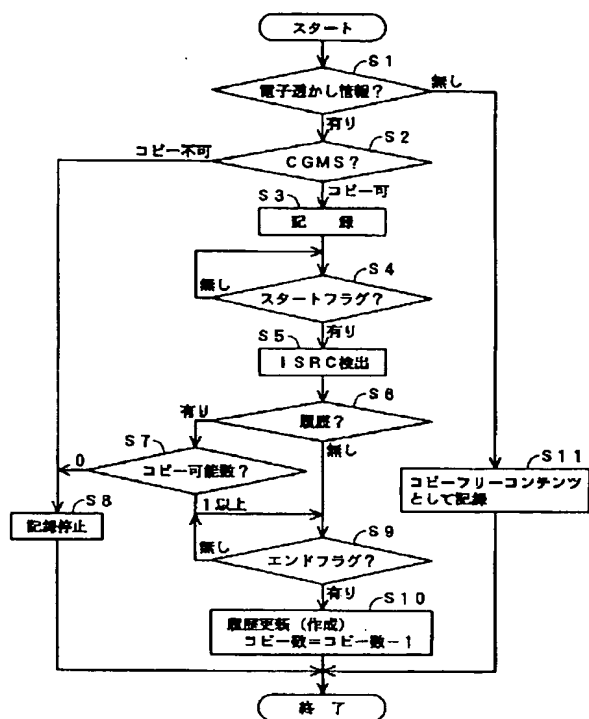 スタート
S1
電子透かし情報?
無し
有り
S2
コピー不可
CGMS?
コピー可
S3
記 録
S4
無し
スタートフラグ?
有り
S5
ISRC検出
S6
有り
履歴?
S7
無し
0
コピー可能数?
S11
コピーフリーコンテンツ
として記録
S8
1以上
記録停止
S9
無し
エンドフラグ?
有り
S10
履歴更新(作成)
コピー数=コピー数-1
終 了